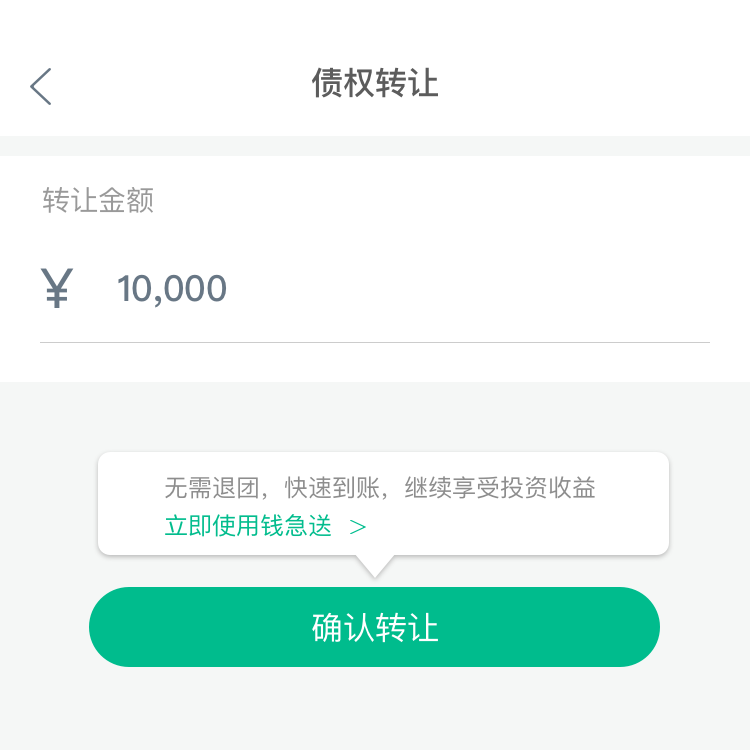 债权转让
转让金额
¥ 10,000
无需退团，快速到账，继续享受投资收益
立即使用钱急送 >
确认转让